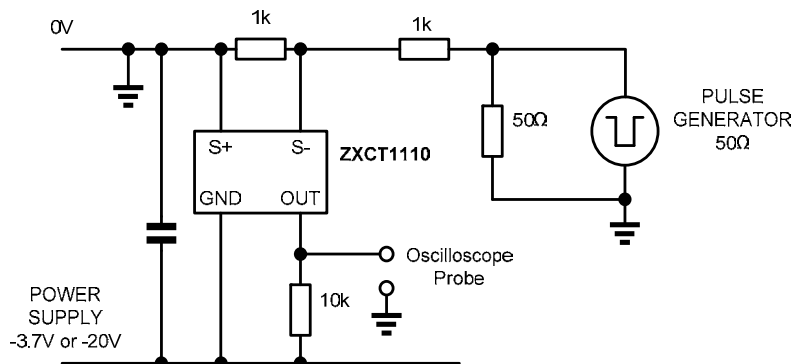 0V
1k
1k
50Ω
PULSE
GENERATOR
50Ω
S+
S-
ZXCT1110
GND
OUT
Oscilloscope
Probe
10k
POWER
SUPPLY
-3.7V or -20V